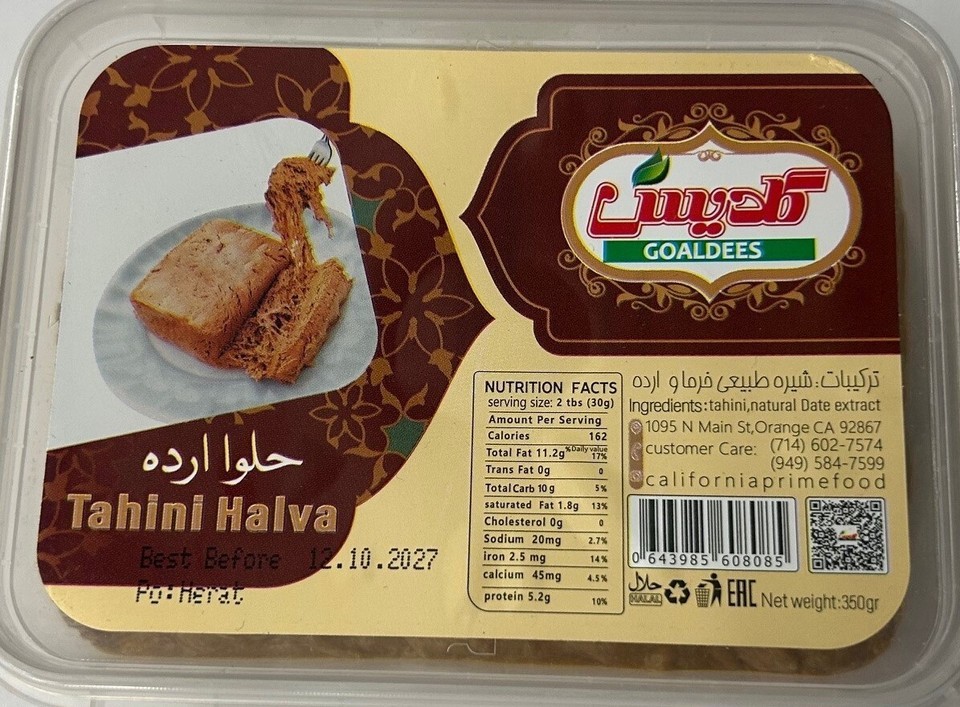 حلوا ارده
Tahini Halva
Best Before 12.10.2027
Po: Herat
گلدیس
GOALDEES
NUTRITION FACTS
serving size: 2 tbs (30g)
Amount Per Serving
Calories 162
%Daily value
Total Fat 11.2g 17%
Trans Fat 0g 0
Total Carb 10 g 5%
saturated Fat 1.8g 13%
Cholesterol 0g 0
Sodium 20mg 2.7%
iron 2.5 mg 14%
calcium 45mg 4.5%
protein 5.2g 10%
ترکیبات: شیره طبیعی خرما و ارده
Ingredients: tahini,natural Date extract
1095 N Main St,Orange CA 92867
customer Care: (714) 602-7574
(949) 584-7599
californiaprimefood
0 643985 608085
حلال
HALAL
EAC
Net weight:350gr